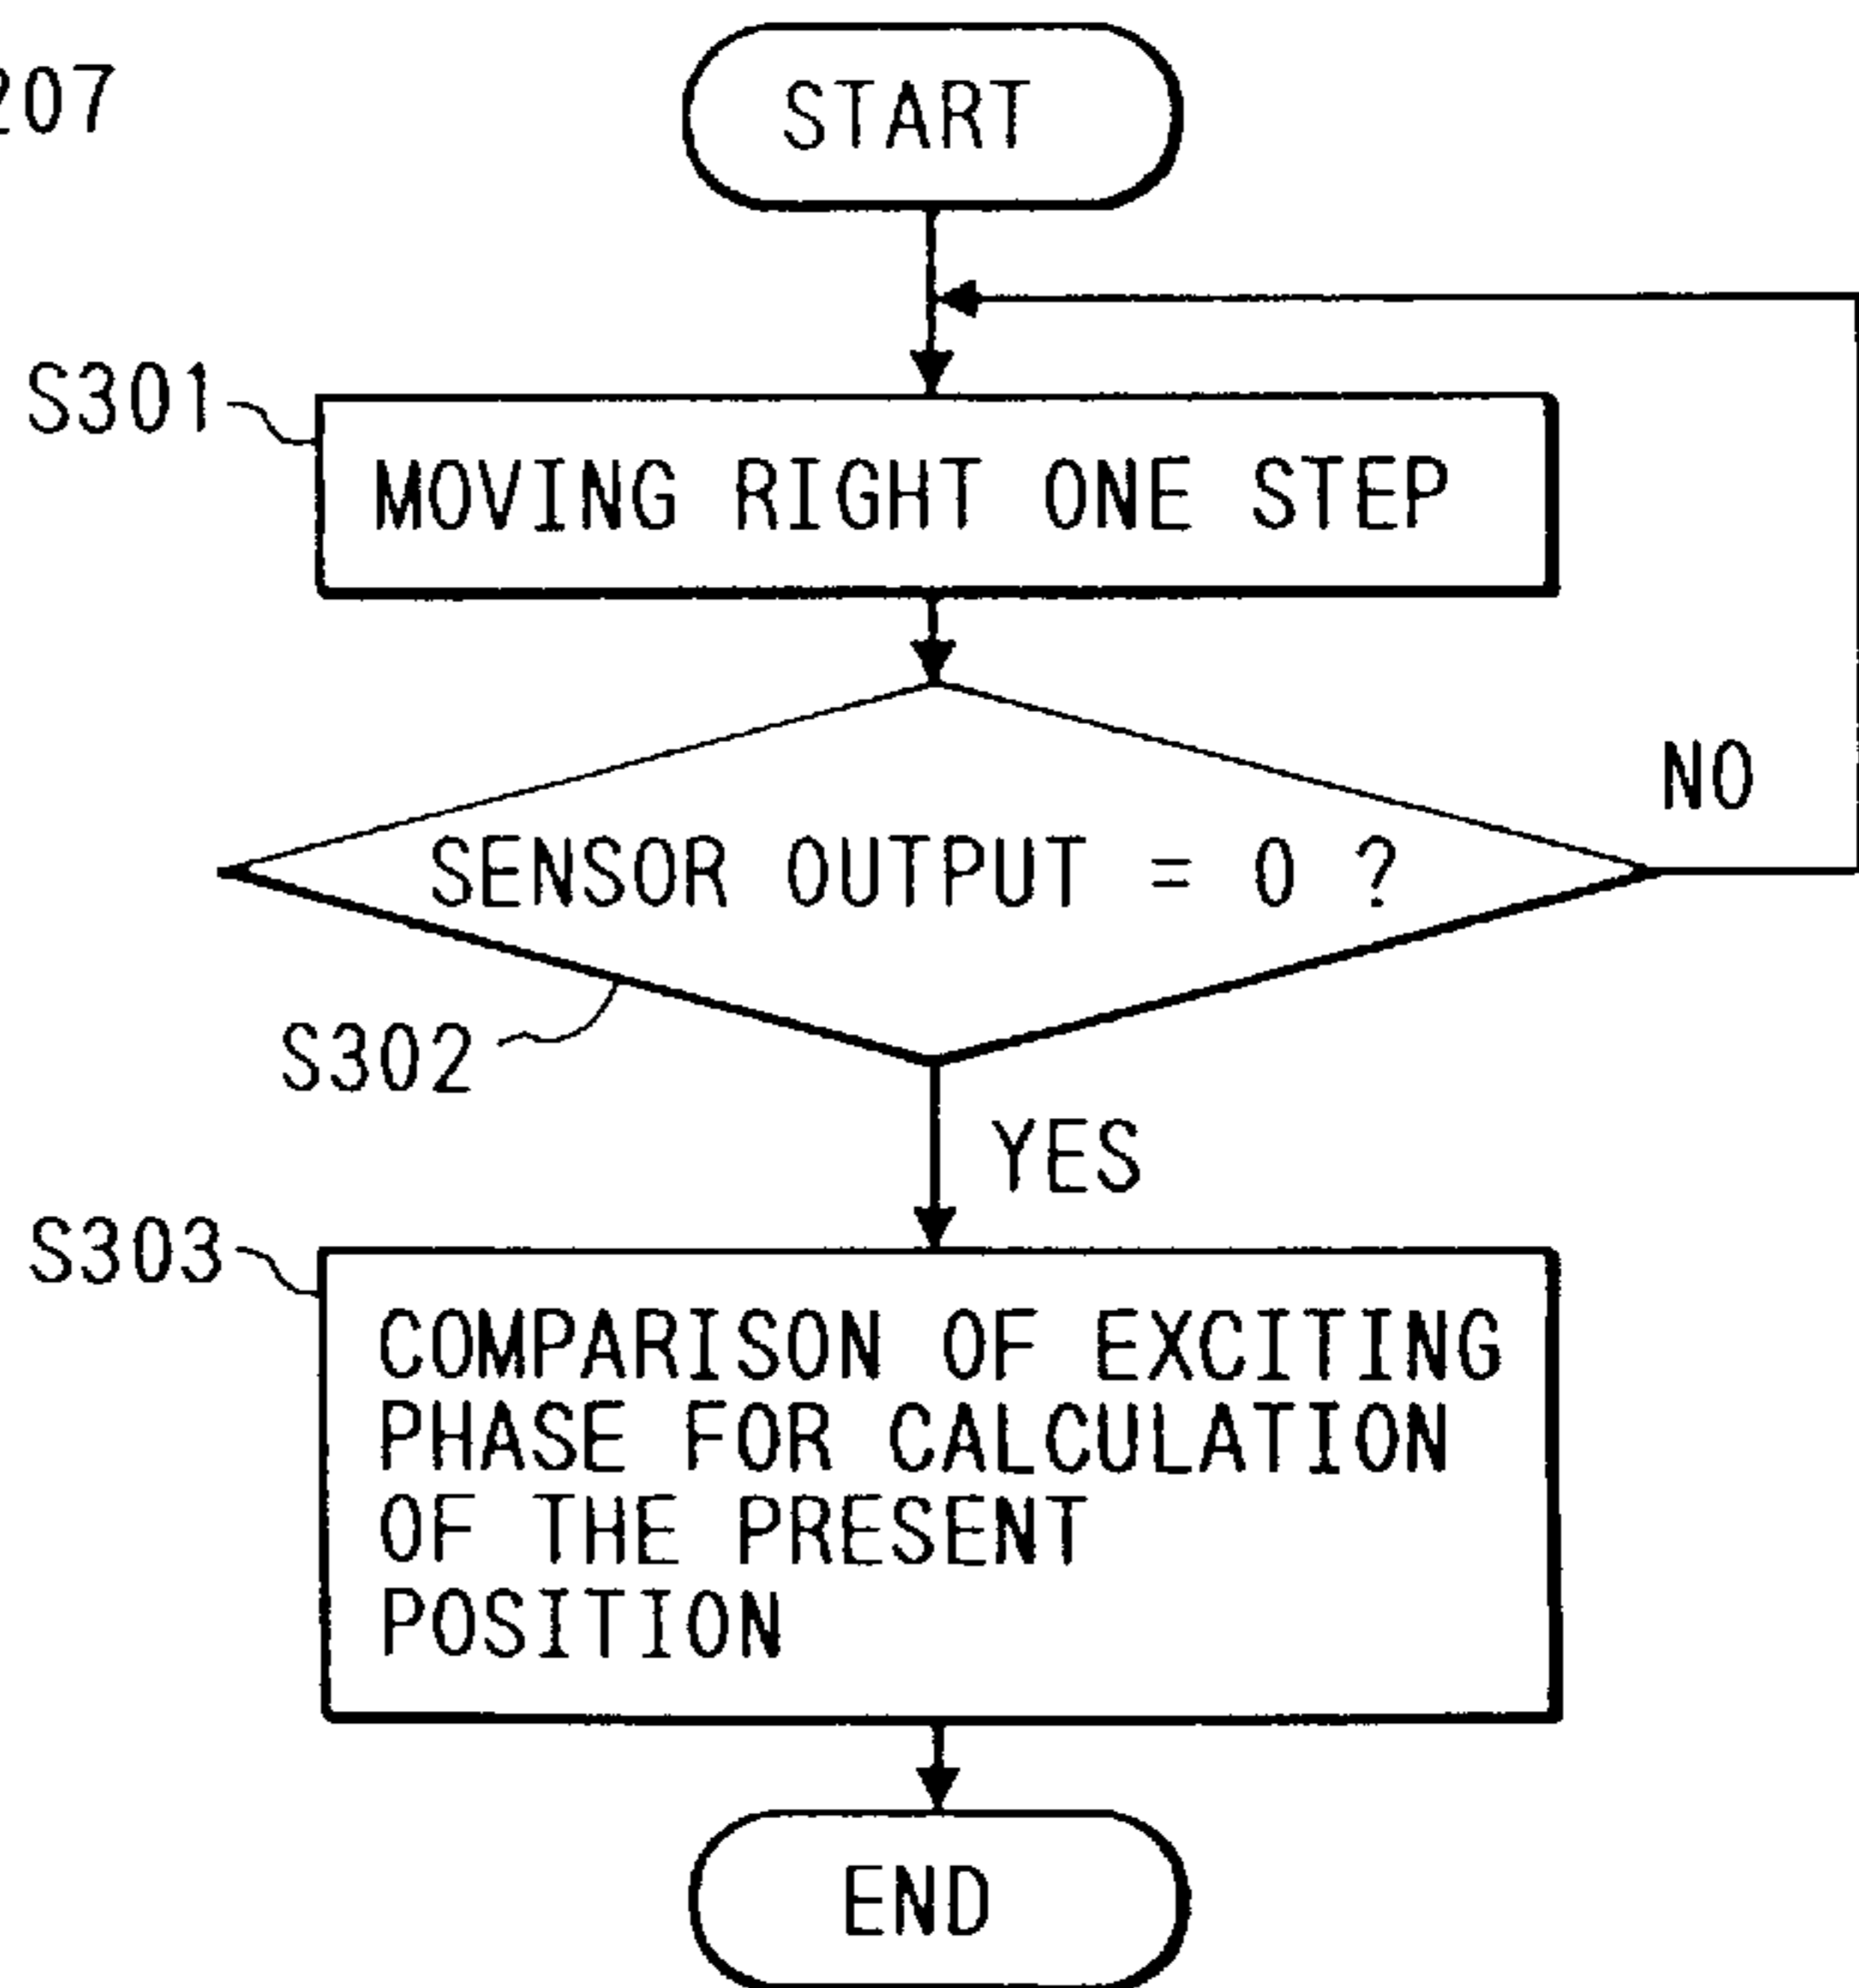 207
START
S301
MOVING RIGHT ONE STEP
NO
SENSOR OUTPUT = 0 ?
S302
YES
S303
COMPARISON OF EXCITING
PHASE FOR CALCULATION
OF THE PRESENT
POSITION
END